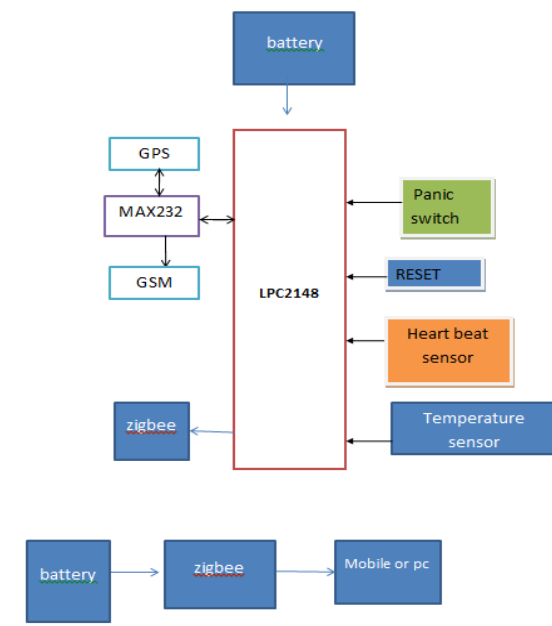 battery
GPS
MAX232
GSM
LPC2148
Panic
switch
RESET
Heart beat
sensor
zigbee
Temperature
sensor
battery
zigbee
Mobile or pc